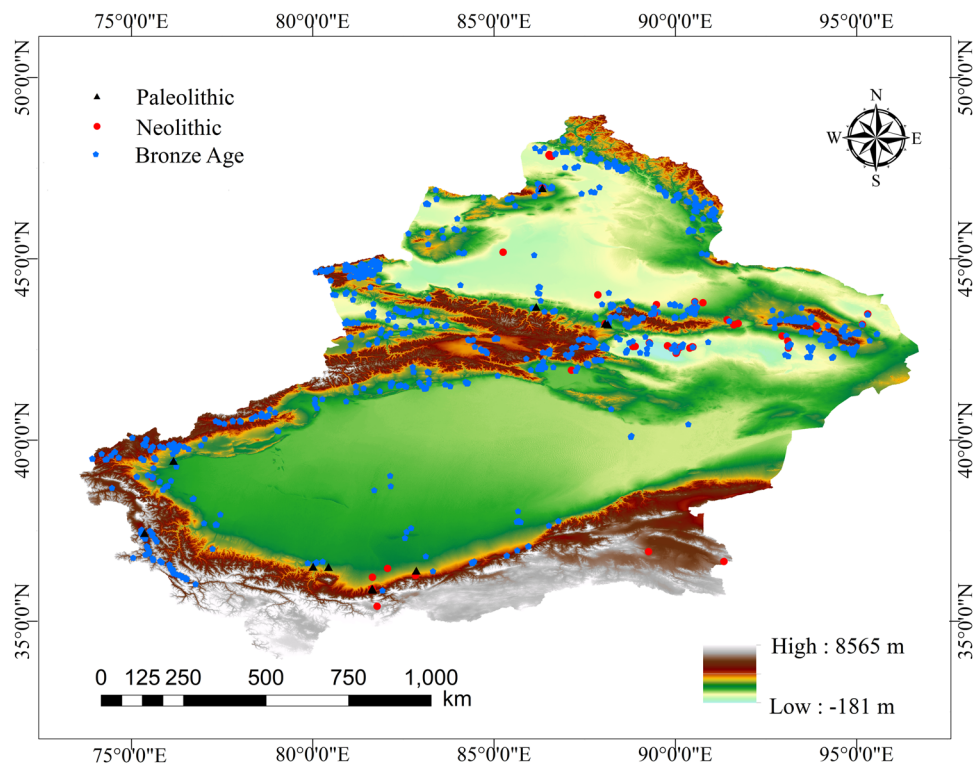 75°0'0"E 80°0'0"E 85°0'0"E 90°0'0"E 95°0'0"E
50°0'0"N
50°0'0"N
Paleolithic
Neolithic
Bronze Age
N
W E
S
45°0'0"N
45°0'0"N
40°0'0"N
40°0'0"N
35°0'0"N
35°0'0"N
High : 8565 m
Low : -181 m
0 125 250 500 750 1,000
km
75°0'0"E 80°0'0"E 85°0'0"E 90°0'0"E 95°0'0"E